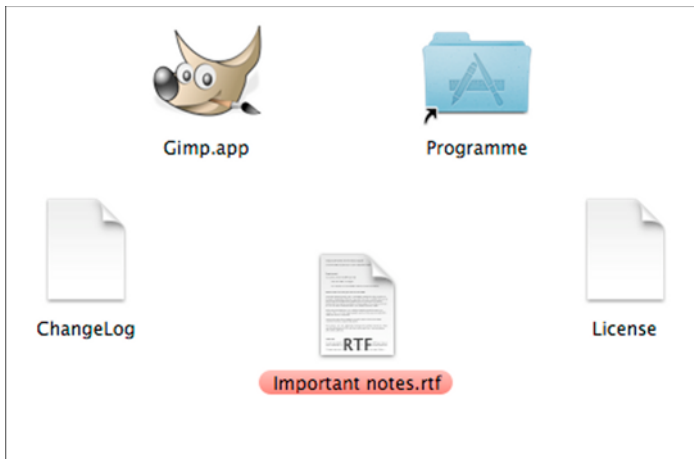 Gimp.app
Programme
ChangeLog
License
RTF
Important notes.rtf